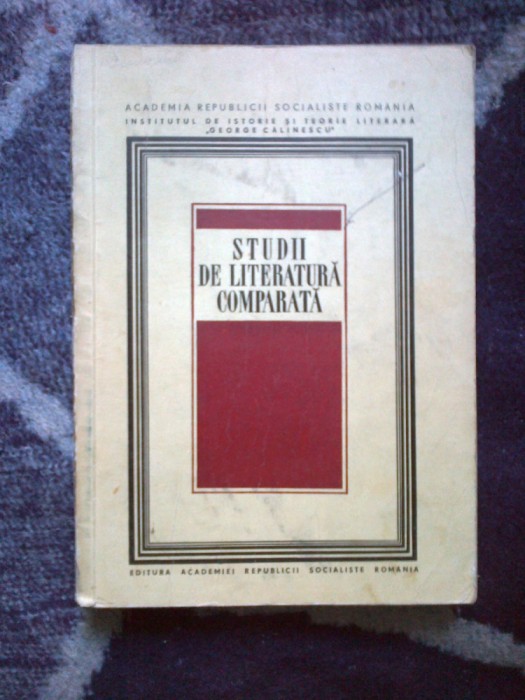 ACADEMIA REPUBLICII SOCIALISTE ROMANIA
INSTITUTUL DE ISTORIE ȘI TEORIE LITERARĂ
„GEORGE CĂLINESCU"
STUDII
DE LITERATURĂ
COMPARATĂ
EDITURA ACADEMIEI REPUBLICII SOCIALISTE ROMANIA